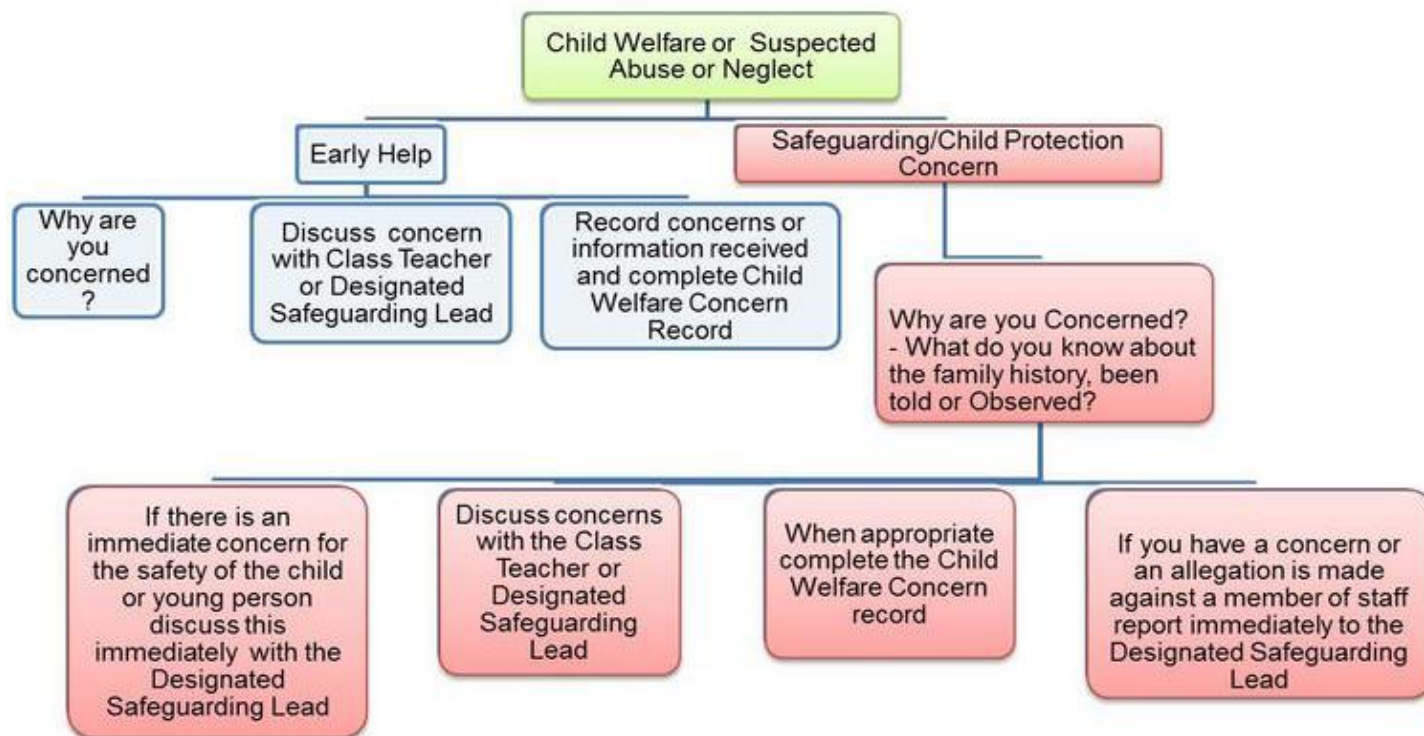 Child Welfare or Suspected
Abuse or Neglect
Early Help
Safeguarding/Child Protection
Concern
Why are
you
concerned
?
Discuss concern
with Class Teacher
or Designated
Safeguarding Lead
Record concerns or
information received
and complete Child
Welfare Concern
Record
Why are you Concerned?
- What do you know about
the family history, been
told or Observed?
If there is an
immediate concern for
the safety of the child
or young person
discuss this
immediately with the
Designated
Safeguarding Lead
Discuss concerns
with the Class
Teacher or
Designated
Safeguarding
Lead
When appropriate
complete the Child
Welfare Concern
record
If you have a concern or
an allegation is made
against a member of staff
report immediately to the
Designated Safeguarding
Lead